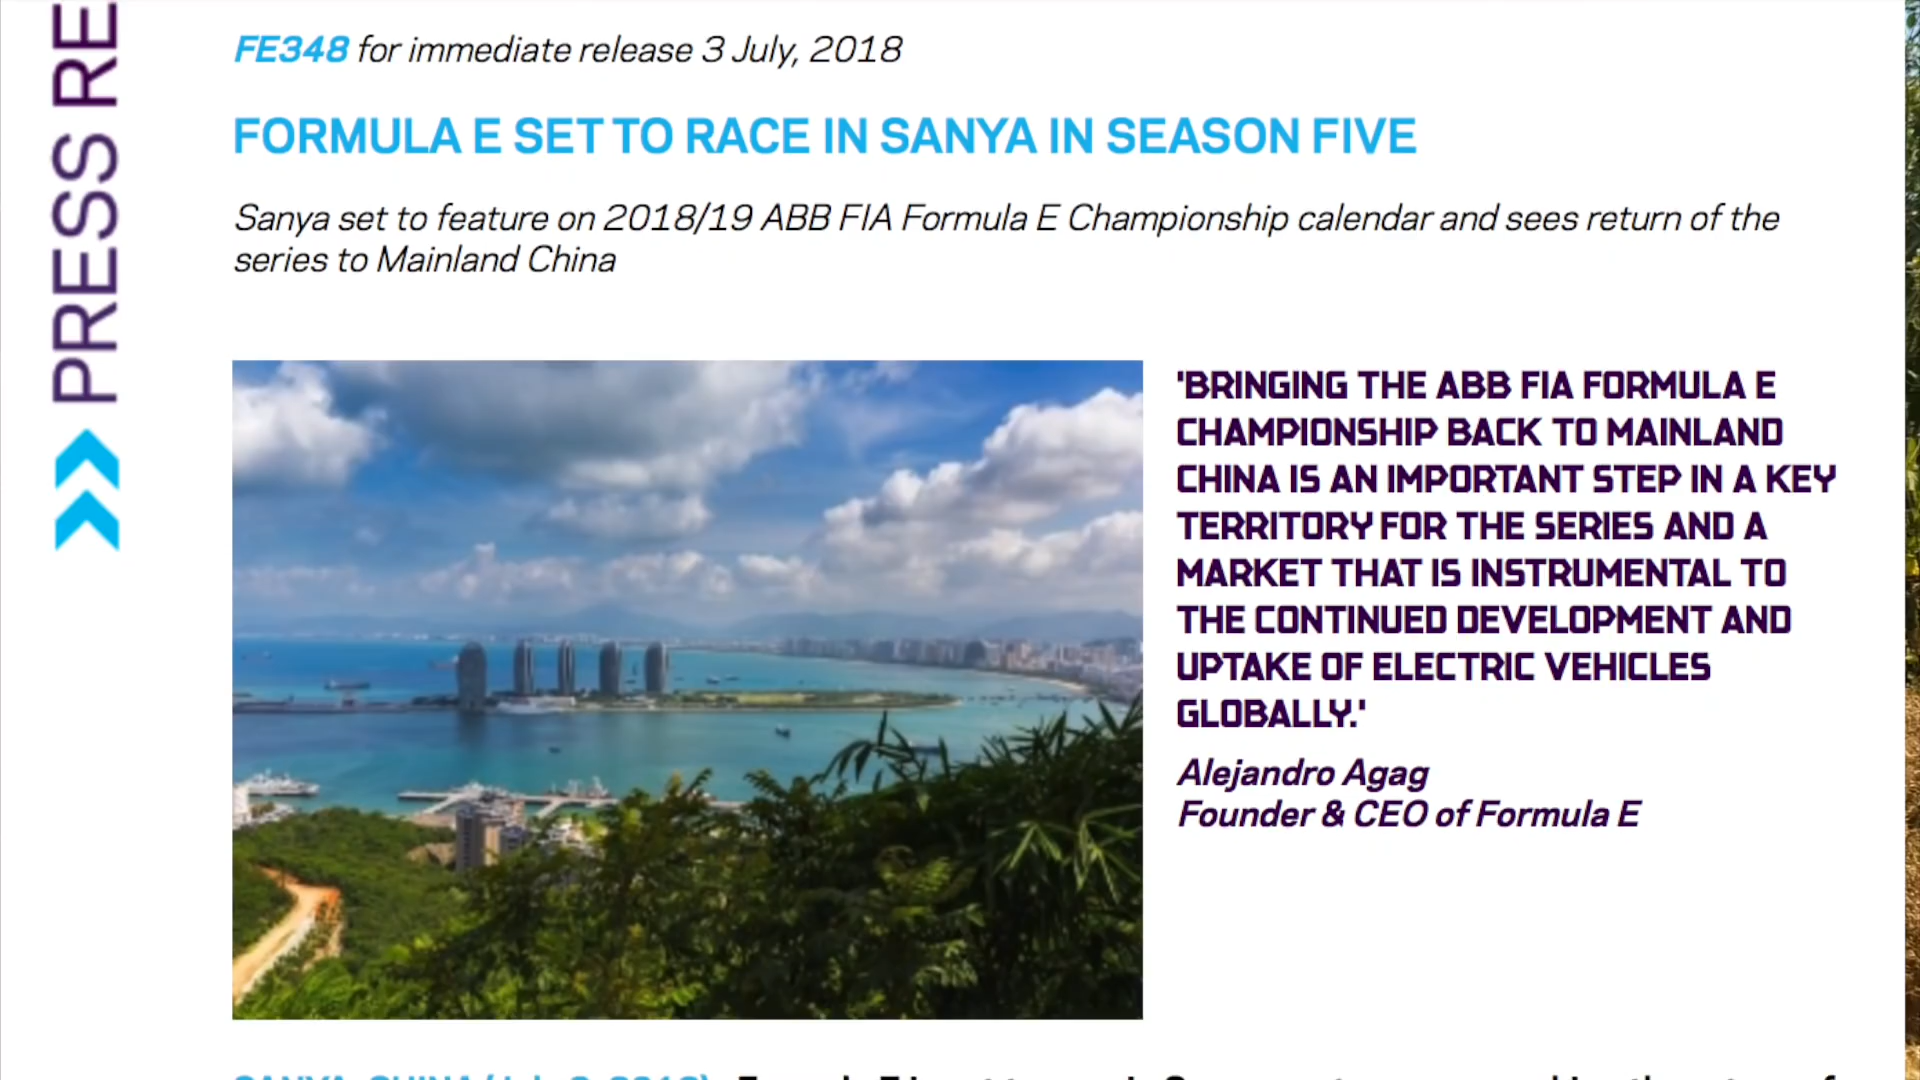 PRESS RE
FE348 for immediate release 3 July, 2018
FORMULA E SET TO RACE IN SANYA IN SEASON FIVE
Sanya set to feature on 2018/19 ABB FIA Formula E Championship calendar and sees return of the
series to Mainland China
'BRINGING THE ABB FIA FORMULA E
CHAMPIONSHIP BACK TO MAINLAND
CHINA IS AN IMPORTANT STEP IN A KEY
TERRITORY FOR THE SERIES AND A
MARKET THAT IS INSTRUMENTAL TO
THE CONTINUED DEVELOPMENT AND
UPTAKE OF ELECTRIC VEHICLES
GLOBALLY.'
Alejandro Agag
Founder & CEO of Formula E